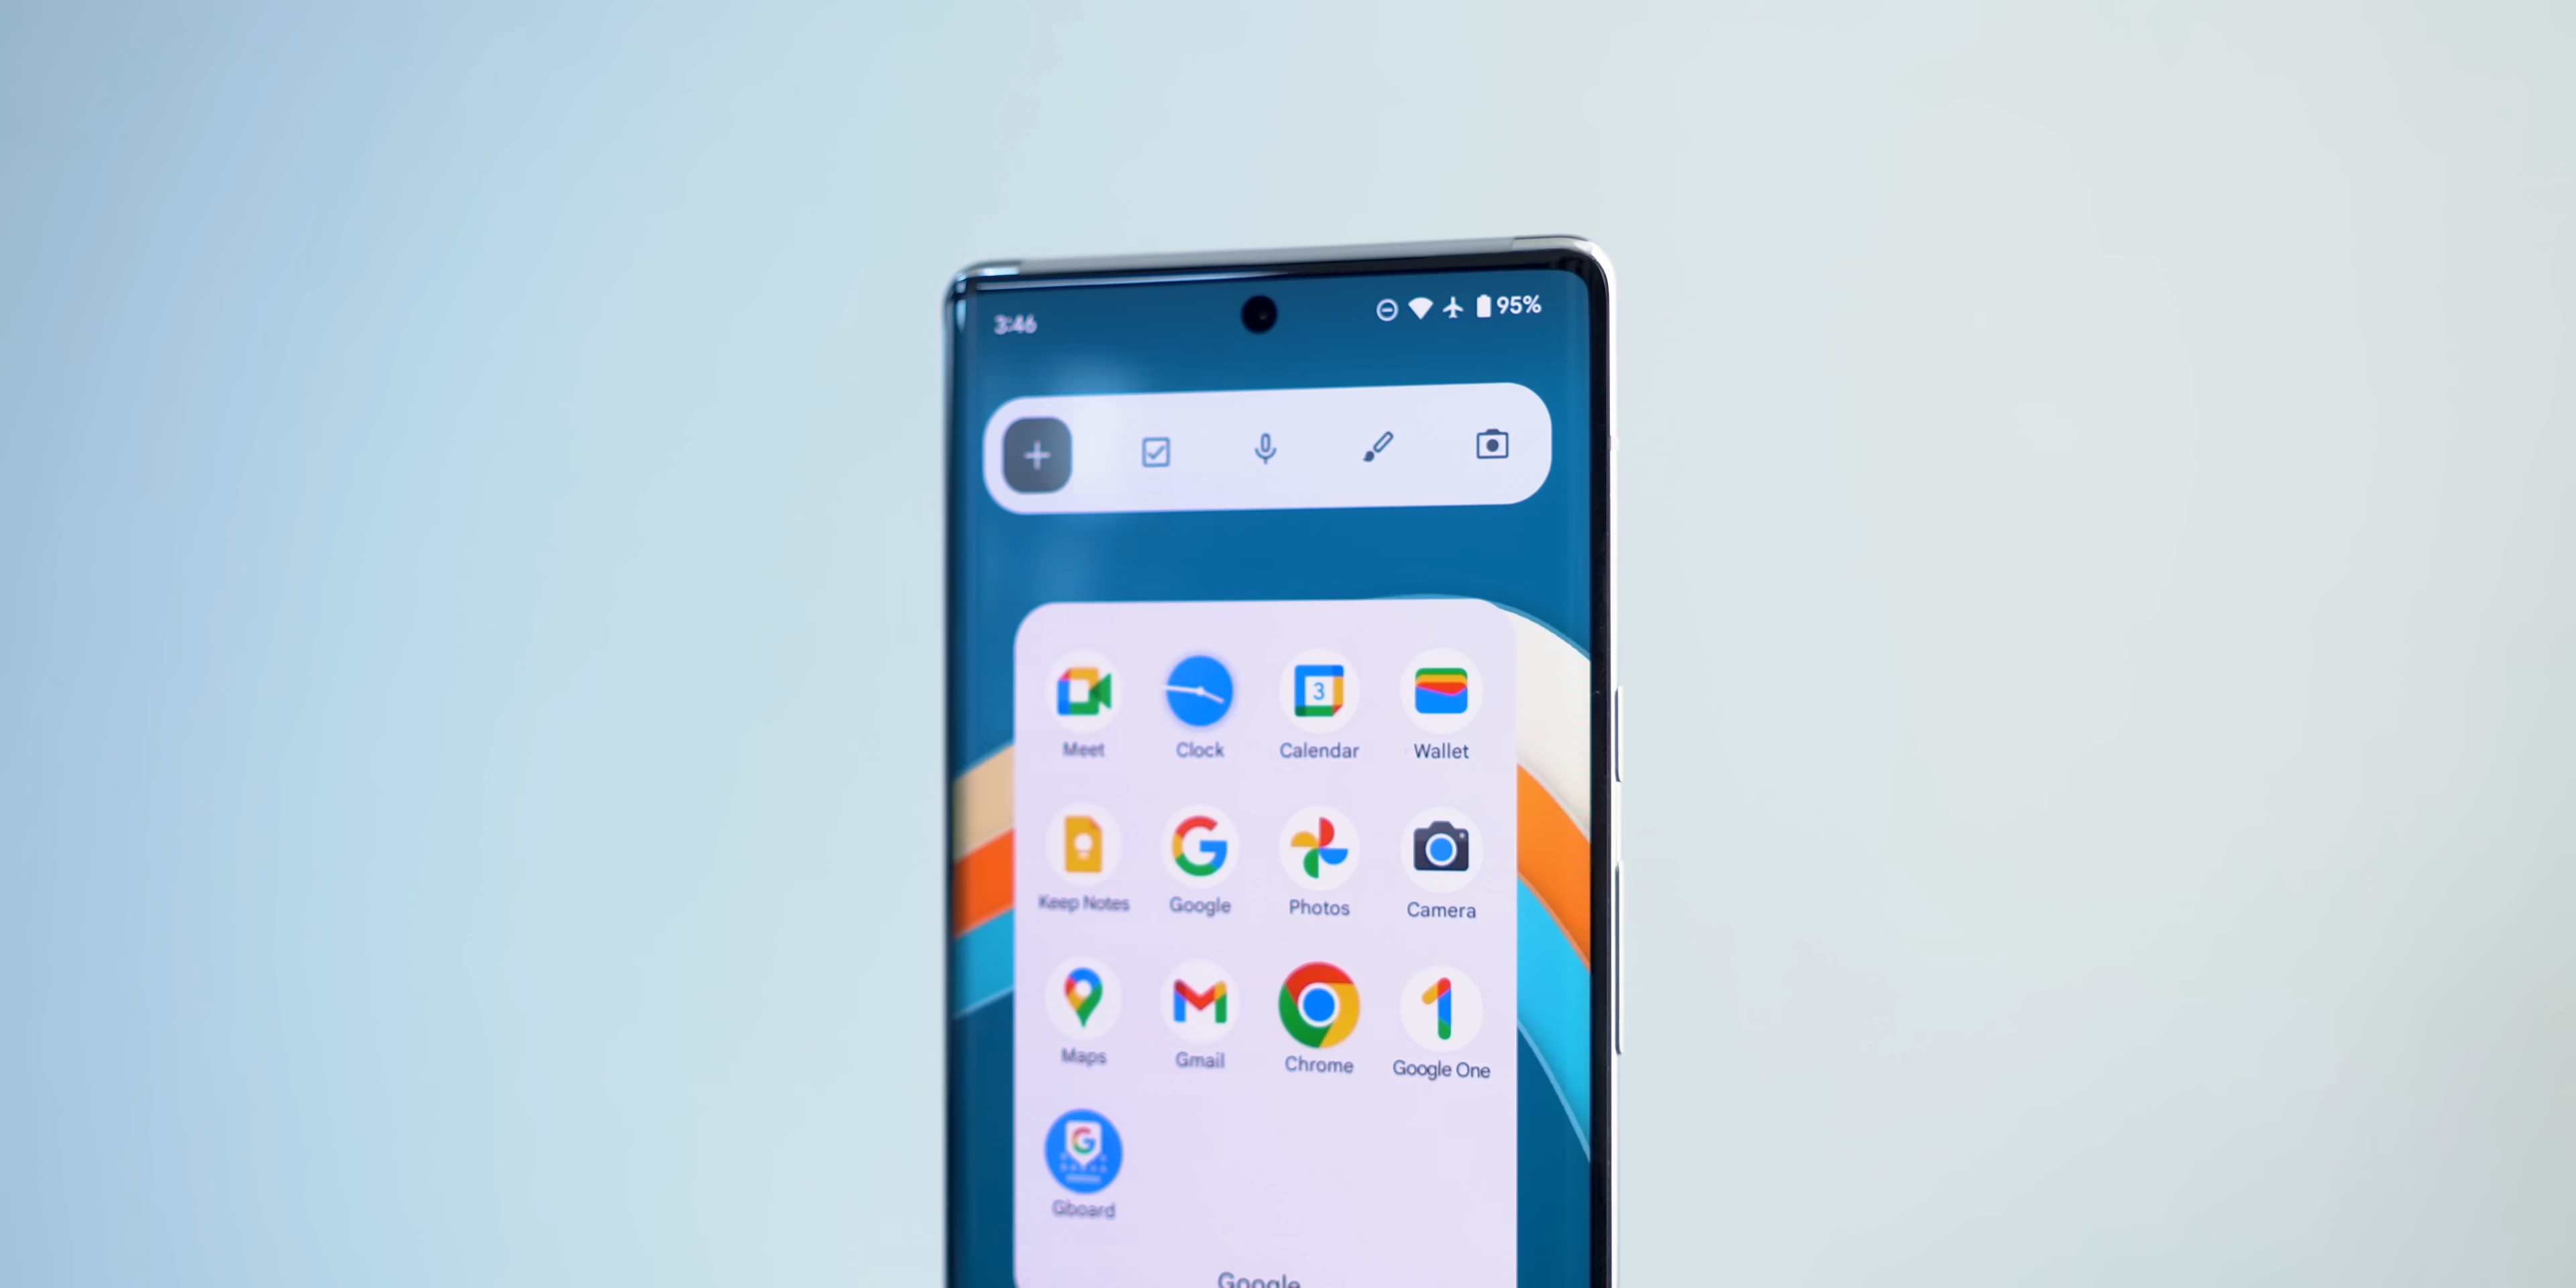 3:46 95%
3
Meet Clock Calendar Wallet
Keep Notes Google Photos Camera
Maps Gmail Chrome Google One
Gboard
Google